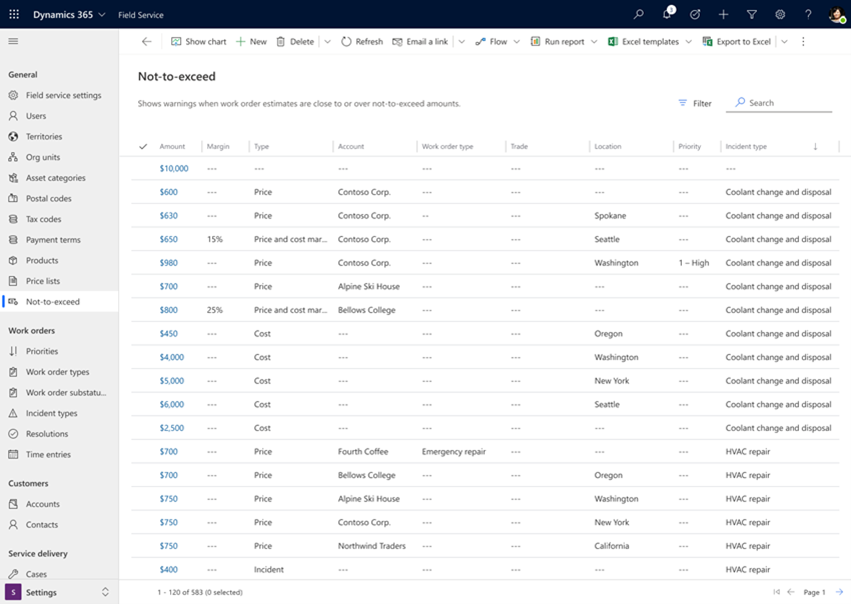 Dynamics 365 Field Service 1
Show chart New Delete Refresh Email a link Flow Run report Excel templates Export to Excel
General
Field service settings
Users
Territories
Org units
Asset categories
Postal codes
Tax codes
Payment terms
Products
Price lists
Not-to-exceed
Work orders
Priorities
Work order types
Work order substatu...
Incident types
Resolutions
Time entries
Customers
Accounts
Contacts
Service delivery
Cases
S Settings
Not-to-exceed
Shows warnings when work order estimates are close to or over not-to-exceed amounts.
Filter Search
Amount Margin Type Account Work order type Trade Location Priority Incident type
$10,000 --- --- --- --- --- --- --- ---
$600 --- Price Contoso Corp. --- --- --- --- Coolant change and disposal
$630 --- Price Contoso Corp. -- --- Spokane --- Coolant change and disposal
$650 15% Price and cost mar... Contoso Corp. --- --- Seattle --- Coolant change and disposal
$980 --- Price Contoso Corp. --- --- Washington 1 – High Coolant change and disposal
$700 --- Price Alpine Ski House --- --- --- --- Coolant change and disposal
$800 25% Price and cost mar... Bellows College --- --- --- --- Coolant change and disposal
$450 --- Cost --- --- --- Oregon --- Coolant change and disposal
$4,000 --- Cost --- --- --- Washington --- Coolant change and disposal
$5,000 --- Cost --- --- --- New York --- Coolant change and disposal
$6,000 --- Cost --- --- --- Seattle --- Coolant change and disposal
$2,500 --- Cost --- --- --- --- --- Coolant change and disposal
$700 --- Price Fourth Coffee Emergency repair --- --- --- HVAC repair
$700 --- Price Bellows College --- --- Oregon --- HVAC repair
$750 --- Price Alpine Ski House --- --- Washington --- HVAC repair
$750 --- Price Contoso Corp. --- --- New York --- HVAC repair
$750 --- Price Northwind Traders --- --- California --- HVAC repair
$400 --- Incident --- --- --- --- --- HVAC repair
1 - 120 of 583 (0 selected) Page 1